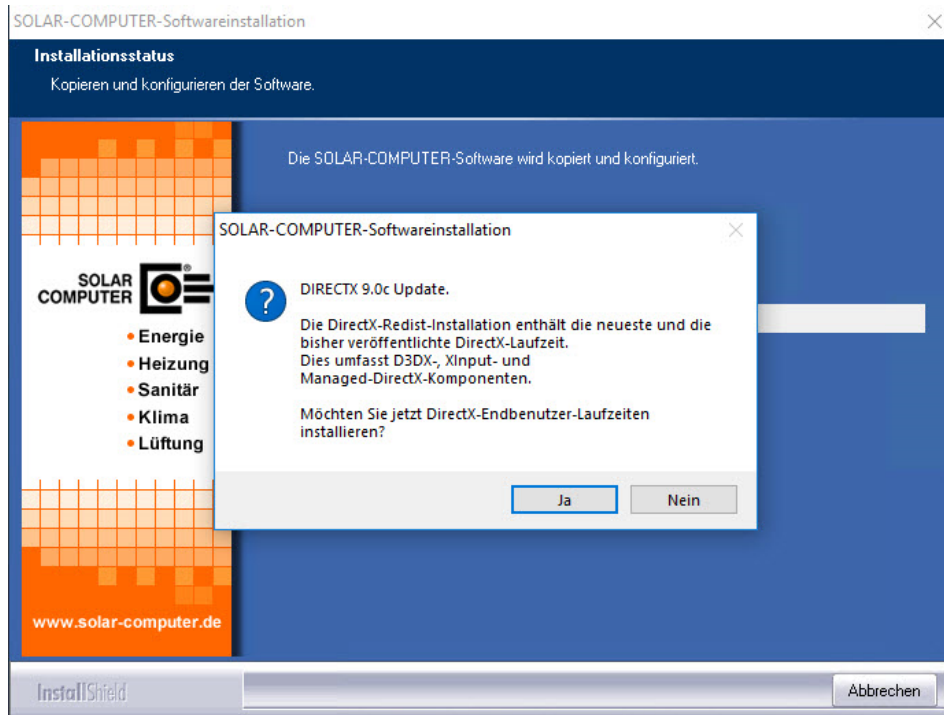 SOLAR-COMPUTER-Softwareinstallation
Installationsstatus
Kopieren und konfigurieren der Software.
Die SOLAR-COMPUTER-Software wird kopiert und konfiguriert.
SOLAR-COMPUTER-Softwareinstallation
DIRECTX 9.0c Update.
Die DirectX-Redist-Installation enthält die neueste und die
bisher veröffentlichte DirectX-Laufzeit.
Dies umfasst D3DX-, XInput- und
Managed-DirectX-Komponenten.
Möchten Sie jetzt DirectX-Endbenutzer-Laufzeiten
installieren?
Ja
Nein
SOLAR
COMPUTER
®
• Energie
• Heizung
• Sanitär
• Klima
• Lüftung
www.solar-computer.de
InstallShield
Abbrechen